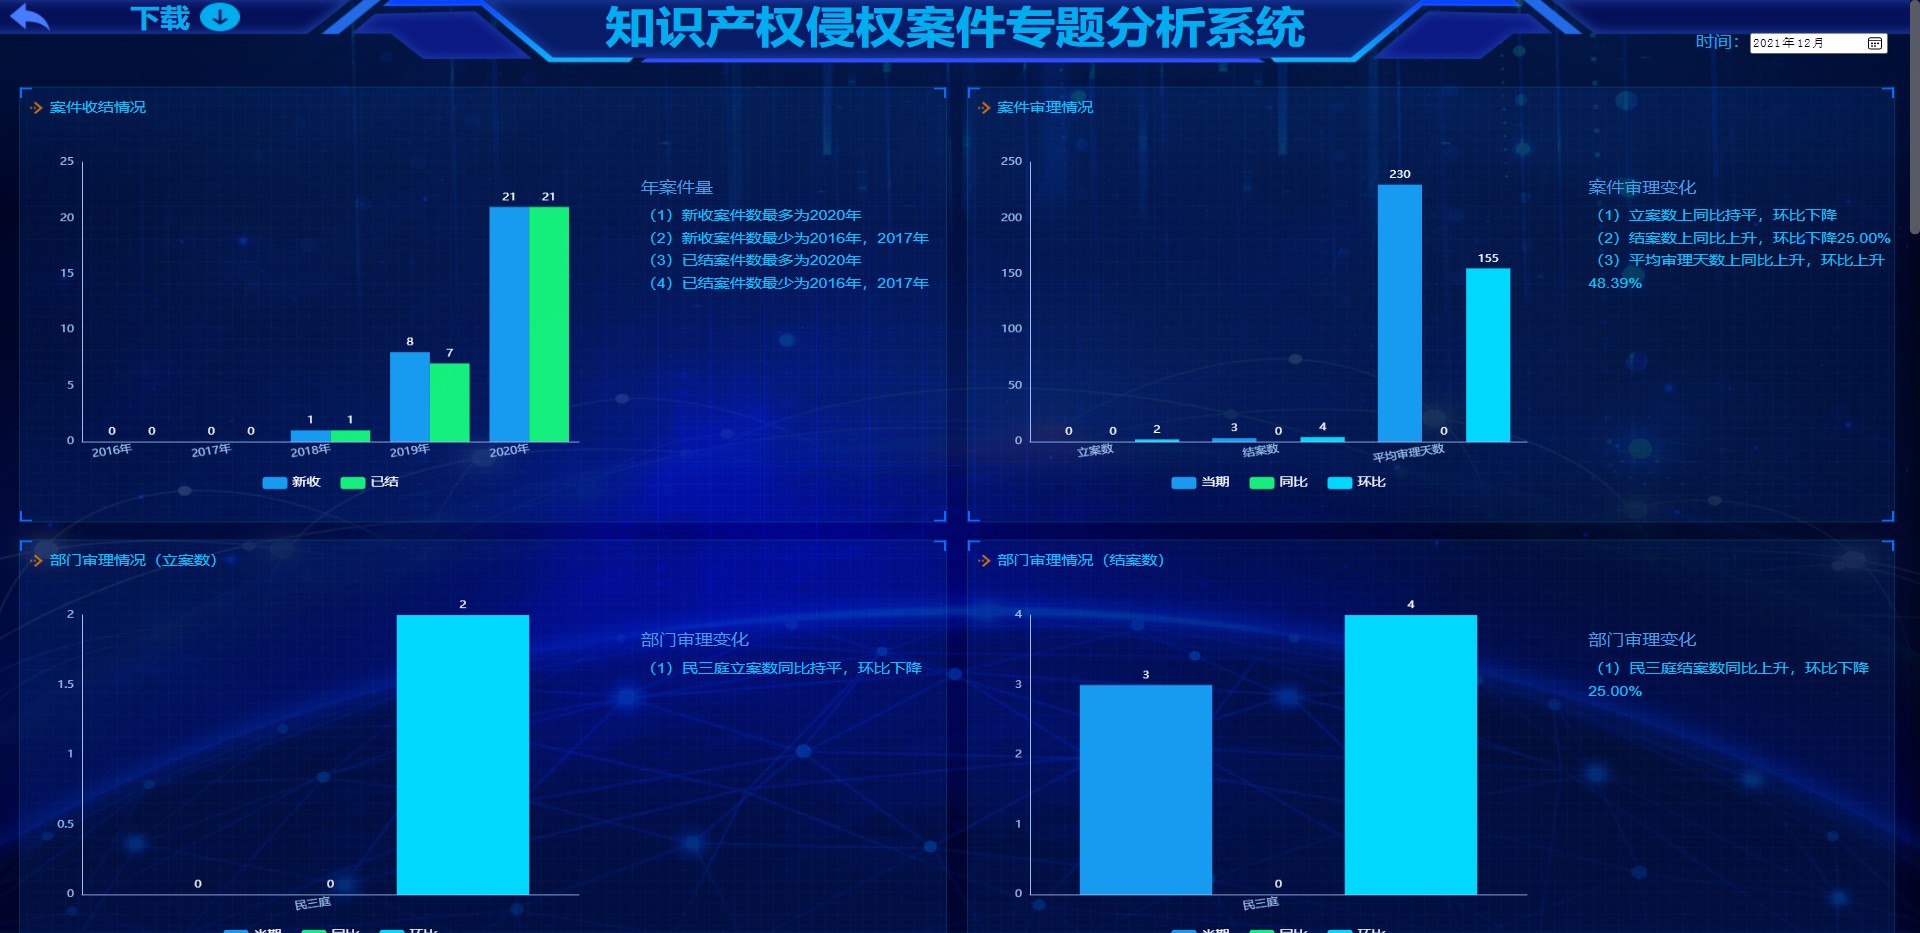 下载
知识产权侵权案件专题分析系统
时间：
2021年12月
案件收结情况
25
20
15
10
5
0
0 0 0 0 1 1 8 7 21 21
2016年 2017年 2018年 2019年 2020年
新收 已结
年案件量
（1）新收案件数最多为2020年
（2）新收案件数最少为2016年，2017年
（3）已结案件数最多为2020年
（4）已结案件数最少为2016年，2017年
案件审理情况
250
200
150
100
50
0
0 0 2 3 0 4 230 0 155
立案数 结案数 平均审理天数
当期 同比 环比
案件审理变化
（1）立案数上同比持平，环比下降
（2）结案数上同比上升，环比下降25.00%
（3）平均审理天数上同比上升，环比上升
48.39%
部门审理情况（立案数）
2
1.5
1
0.5
0
0 0 2
民三庭
当期 同比 环比
部门审理变化
（1）民三庭立案数同比持平，环比下降
部门审理情况（结案数）
4
3
2
1
0
3 0 4
民三庭
当期 同比 环比
部门审理变化
（1）民三庭结案数同比上升，环比下降
25.00%